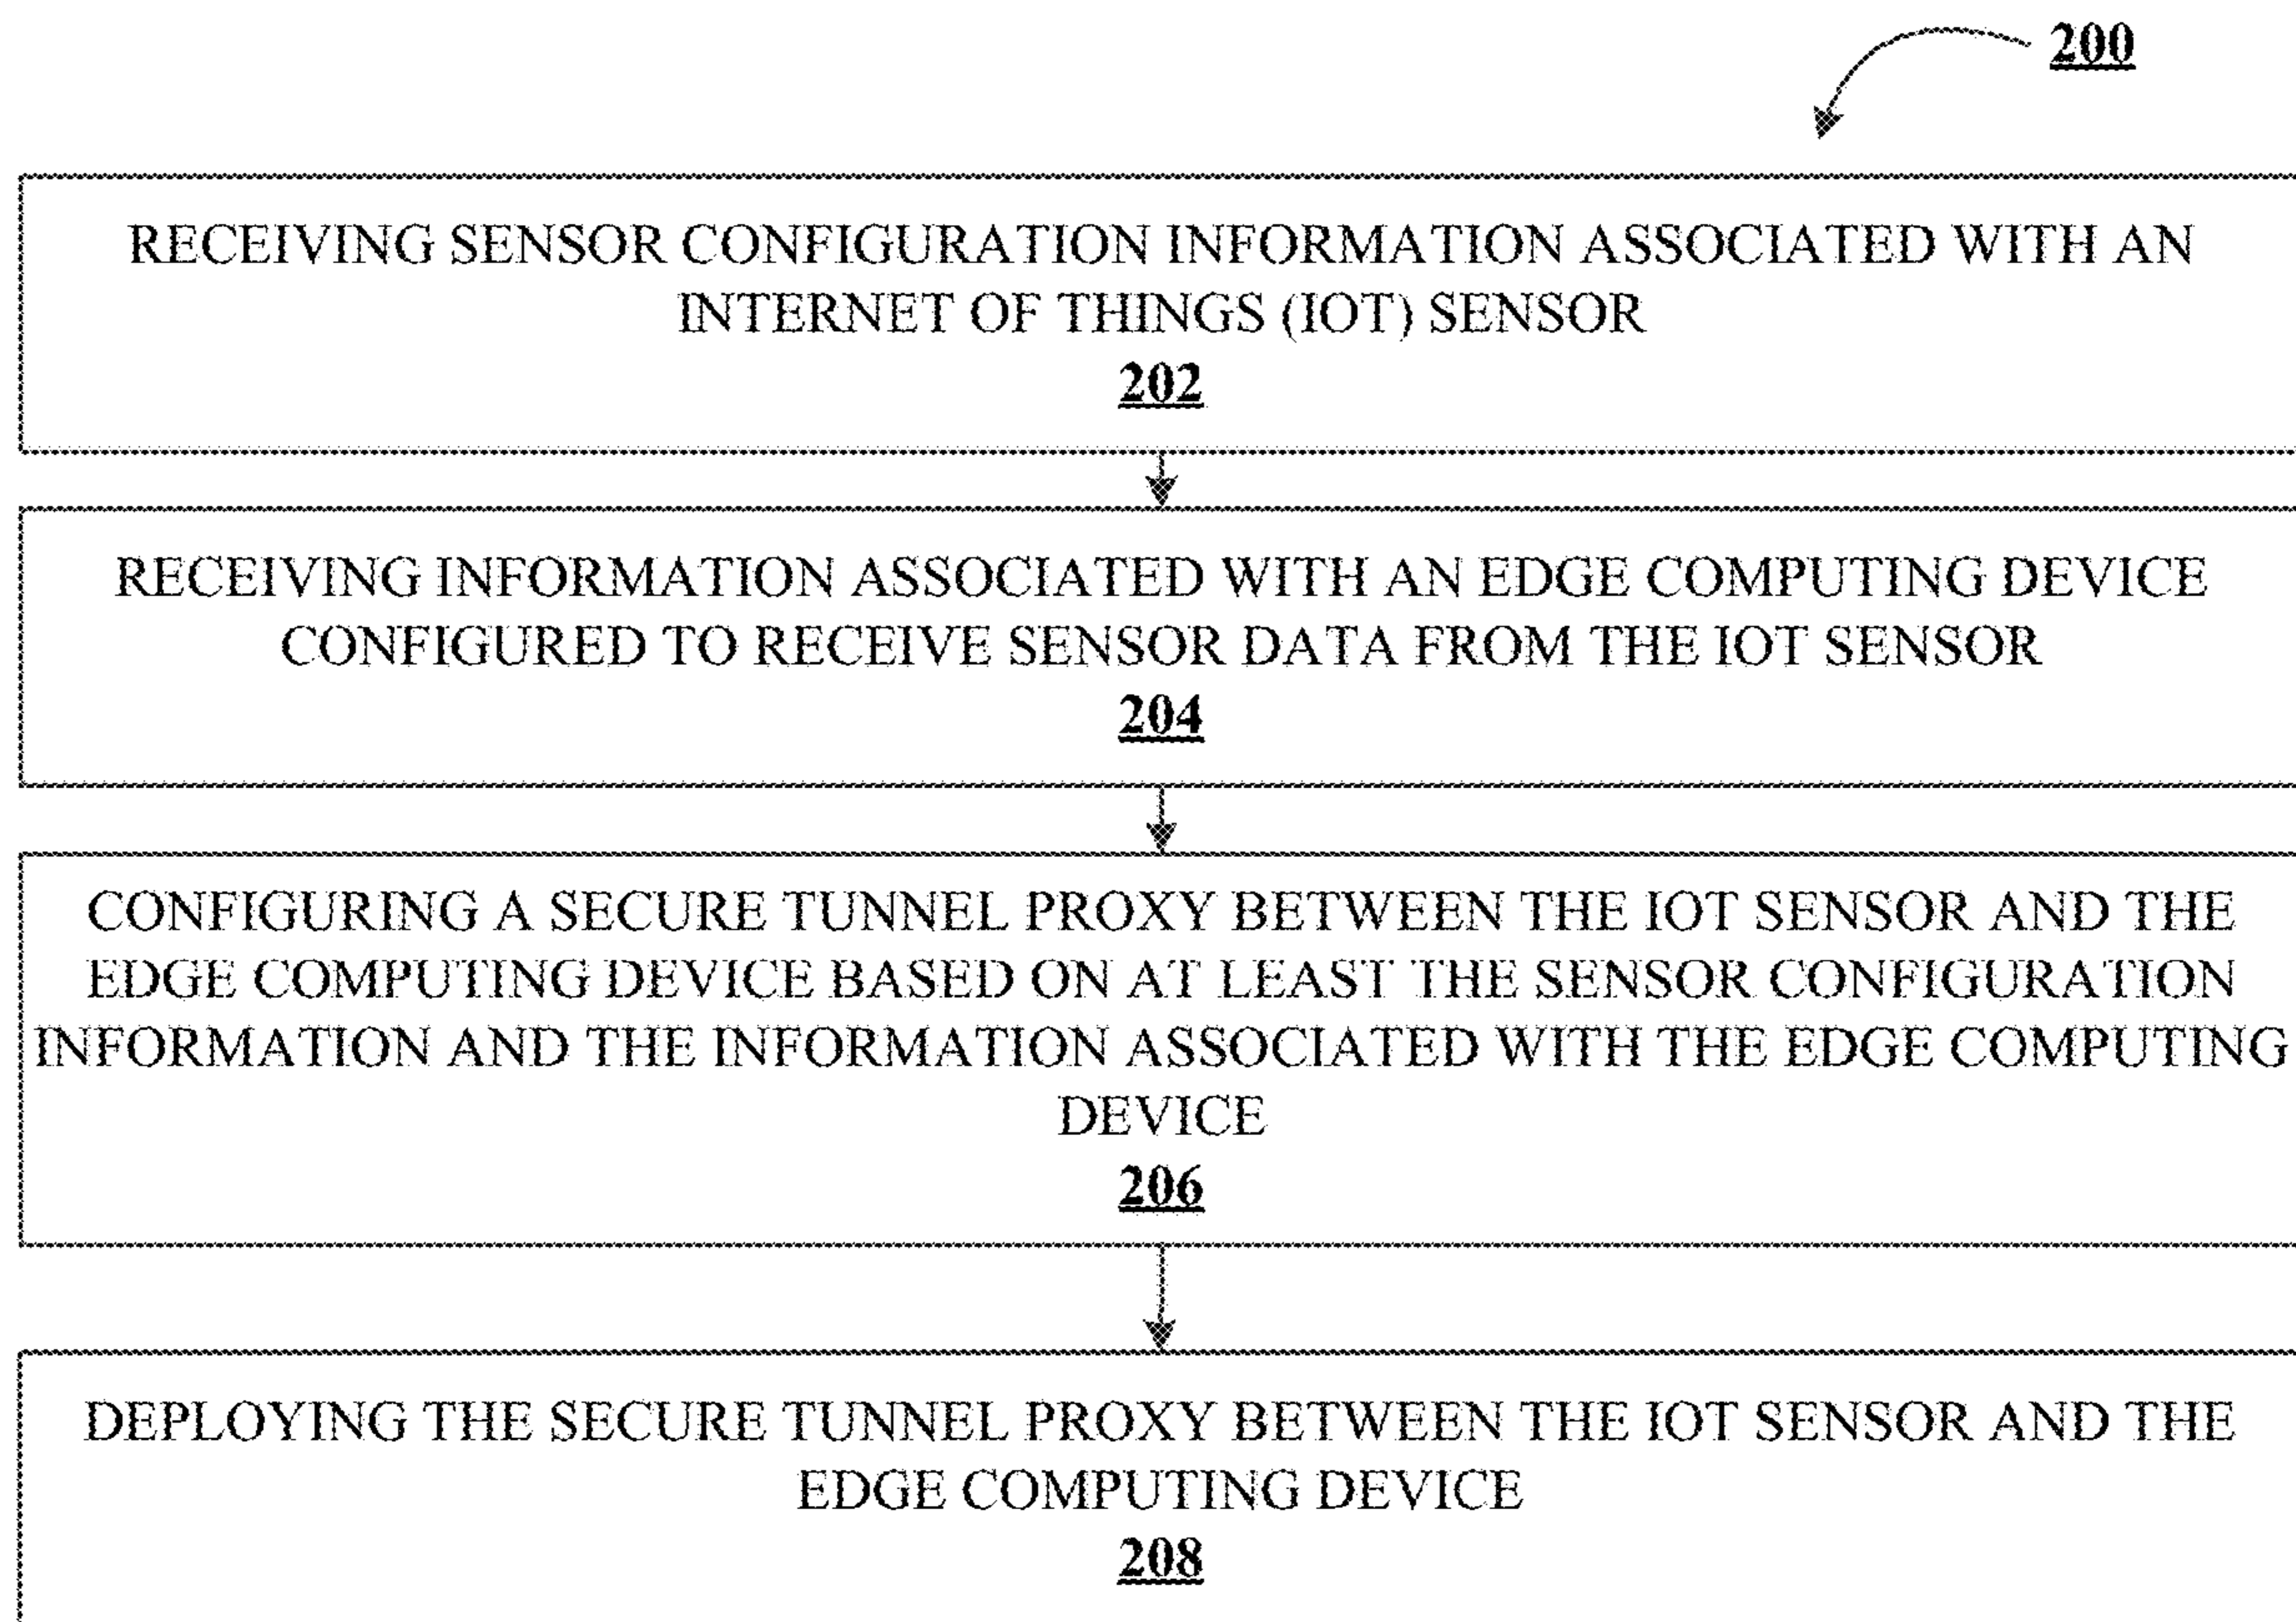 200
RECEIVING SENSOR CONFIGURATION INFORMATION ASSOCIATED WITH AN
INTERNET OF THINGS (IOT) SENSOR
202
RECEIVING INFORMATION ASSOCIATED WITH AN EDGE COMPUTING DEVICE
CONFIGURED TO RECEIVE SENSOR DATA FROM THE IOT SENSOR
204
CONFIGURING A SECURE TUNNEL PROXY BETWEEN THE IOT SENSOR AND THE
EDGE COMPUTING DEVICE BASED ON AT LEAST THE SENSOR CONFIGURATION
INFORMATION AND THE INFORMATION ASSOCIATED WITH THE EDGE COMPUTING
DEVICE
206
DEPLOYING THE SECURE TUNNEL PROXY BETWEEN THE IOT SENSOR AND THE
EDGE COMPUTING DEVICE
208